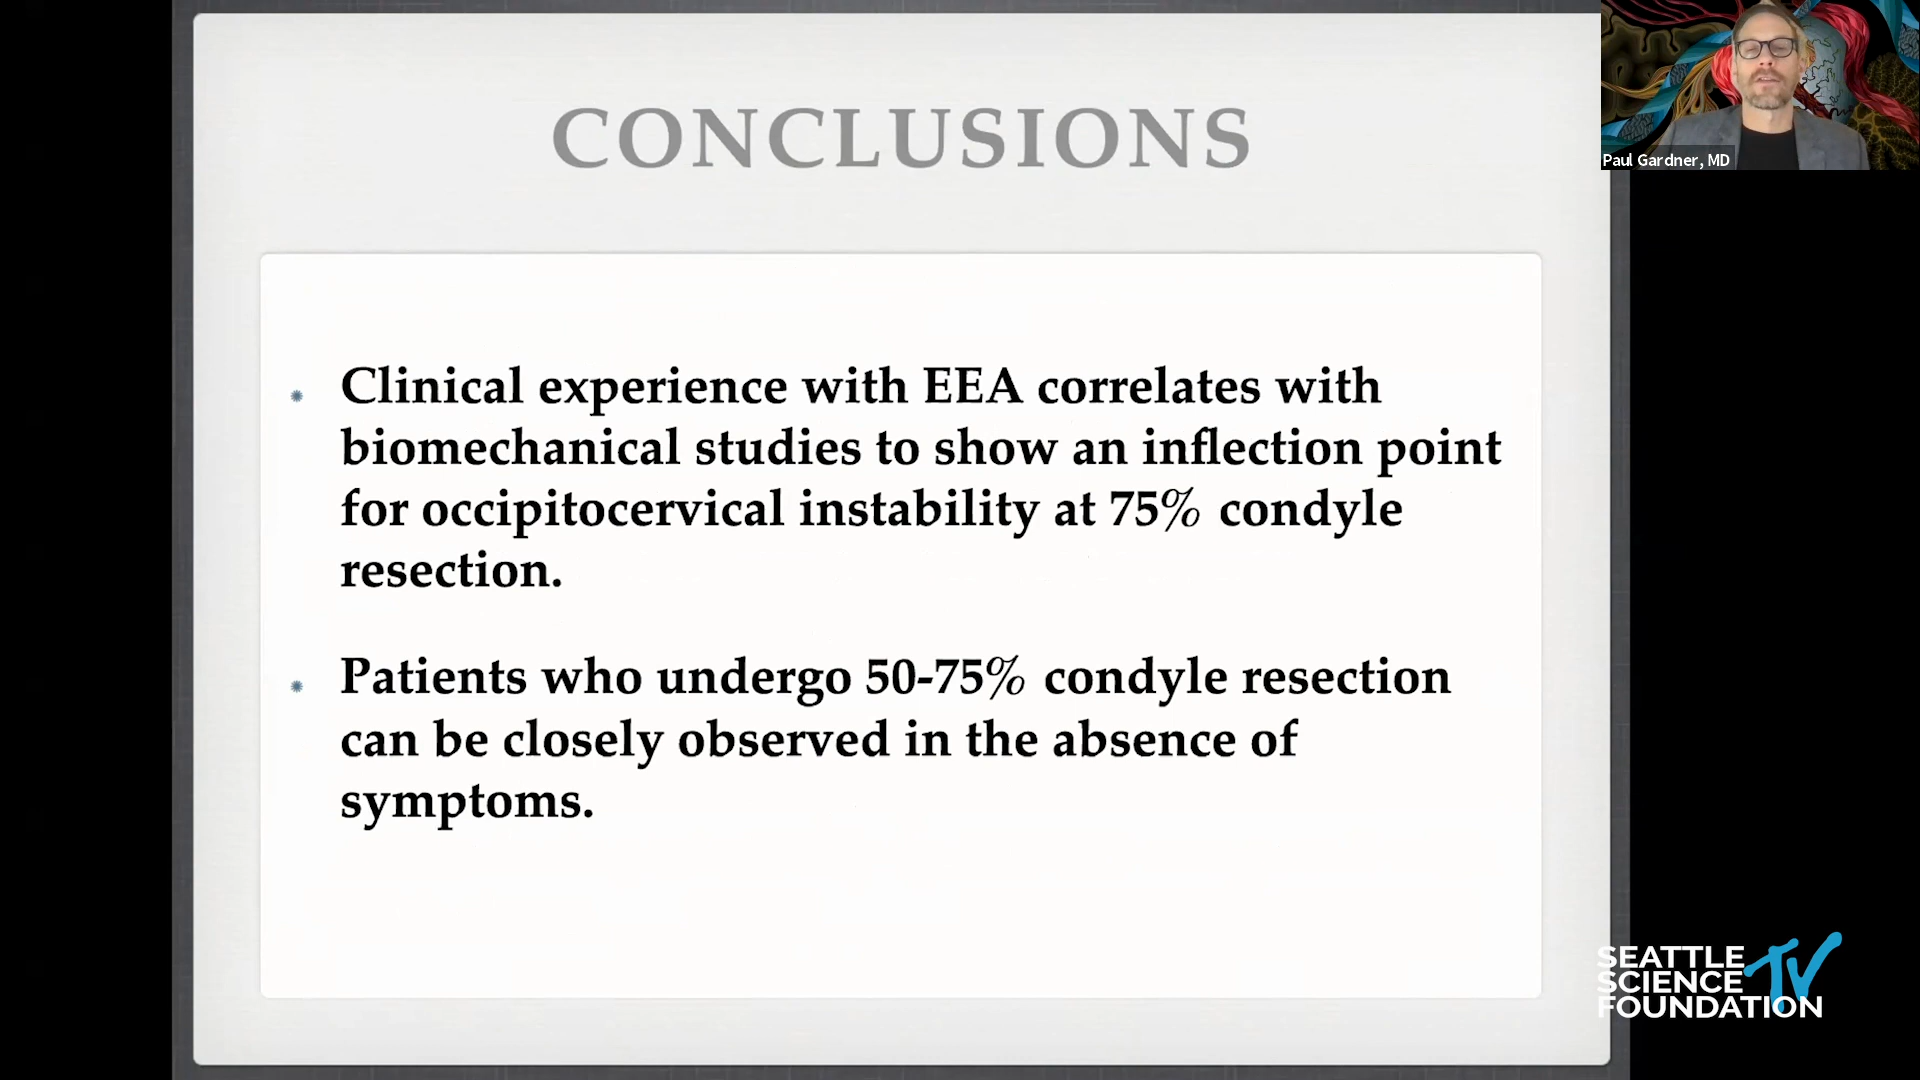 CONCLUSIONS
Clinical experience with EEA correlates with
biomechanical studies to show an inflection point
for occipitocervical instability at 75% condyle
resection.
Patients who undergo 50-75% condyle resection
can be closely observed in the absence of
symptoms.
Paul Gardner, MD
SEATTLE
SCIENCE
FOUNDATION
TV